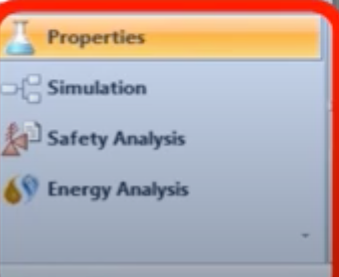 Properties
Simulation
Safety Analysis
Energy Analysis